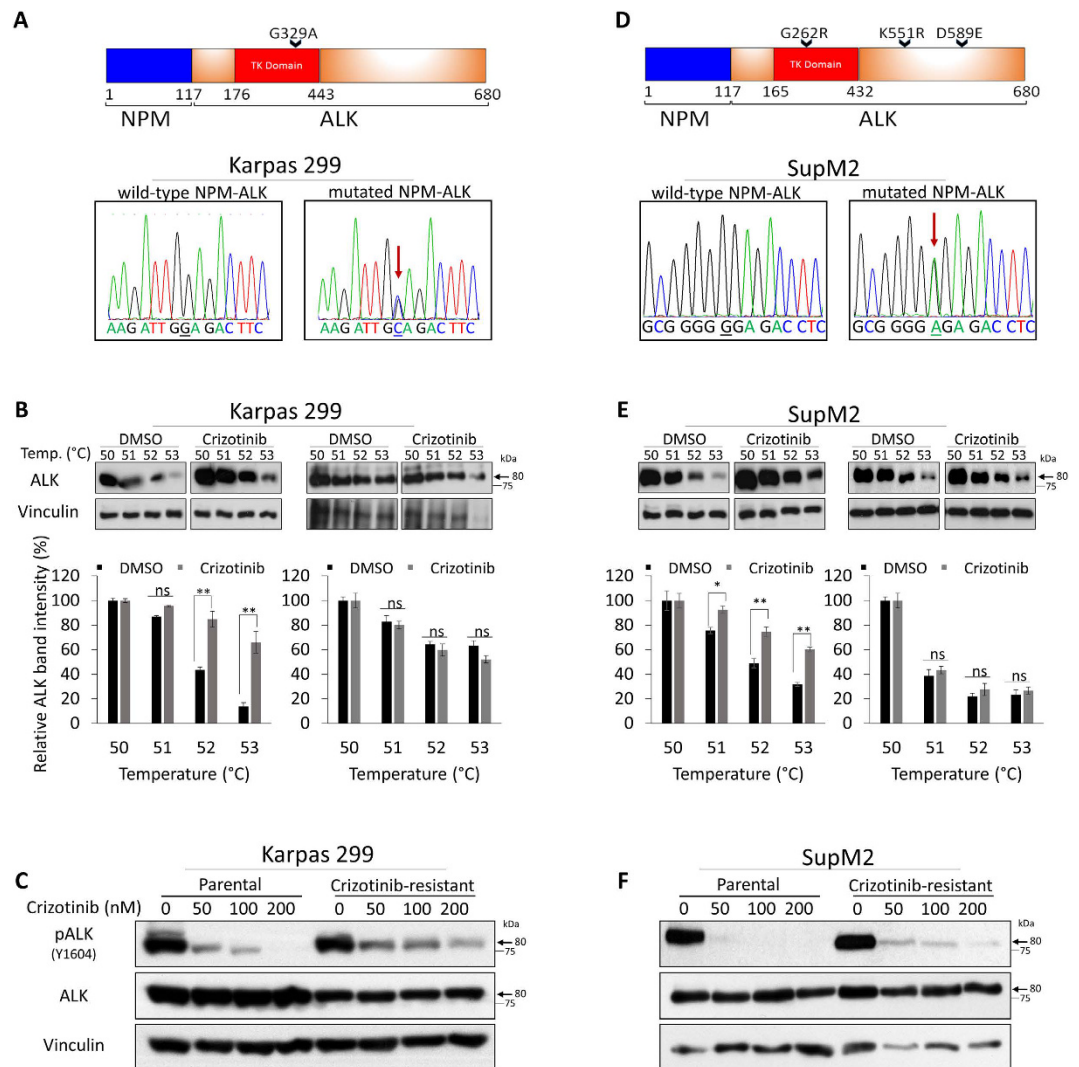 A
G329A
TK Domain
1 117 176 443 680
NPM ALK
Karpas 299
wild-type NPM-ALK mutated NPM-ALK
AAG ATT GGA GAC TTC
AAG ATT GCA GAC TTC
D
G262R K551R D589E
TK Domain
1 117 165 432 680
NPM ALK
SupM2
wild-type NPM-ALK mutated NPM-ALK
GCG GGG GGA GAC CTC
GCG GGG AGA GAC CTC
B
Karpas 299
DMSO Crizotinib DMSO Crizotinib
Temp. (°C) 50 51 52 53 50 51 52 53 50 51 52 53 50 51 52 53
kDa
ALK
80
75
Vinculin
Relative ALK band intensity (%)
DMSO Crizotinib
120
100
80
60
40
20
0
ns ** **
50 51 52 53
Temperature (°C)
DMSO Crizotinib
120
100
80
60
40
20
0
ns ns ns
50 51 52 53
Temperature (°C)
E
SupM2
DMSO Crizotinib DMSO Crizotinib
50 51 52 53 50 51 52 53 50 51 52 53 50 51 52 53
kDa
80
75
DMSO Crizotinib
120
100
80
60
40
20
0
* ** **
50 51 52 53
Temperature (°C)
DMSO Crizotinib
120
100
80
60
40
20
0
ns ns ns
50 51 52 53
Temperature (°C)
C
Karpas 299
Parental Crizotinib-resistant
Crizotinib (nM) 0 50 100 200 0 50 100 200
kDa
pALK
(Y1604)
80
75
ALK
80
75
Vinculin
F
SupM2
Parental Crizotinib-resistant
0 50 100 200 0 50 100 200
kDa
80
75
80
75